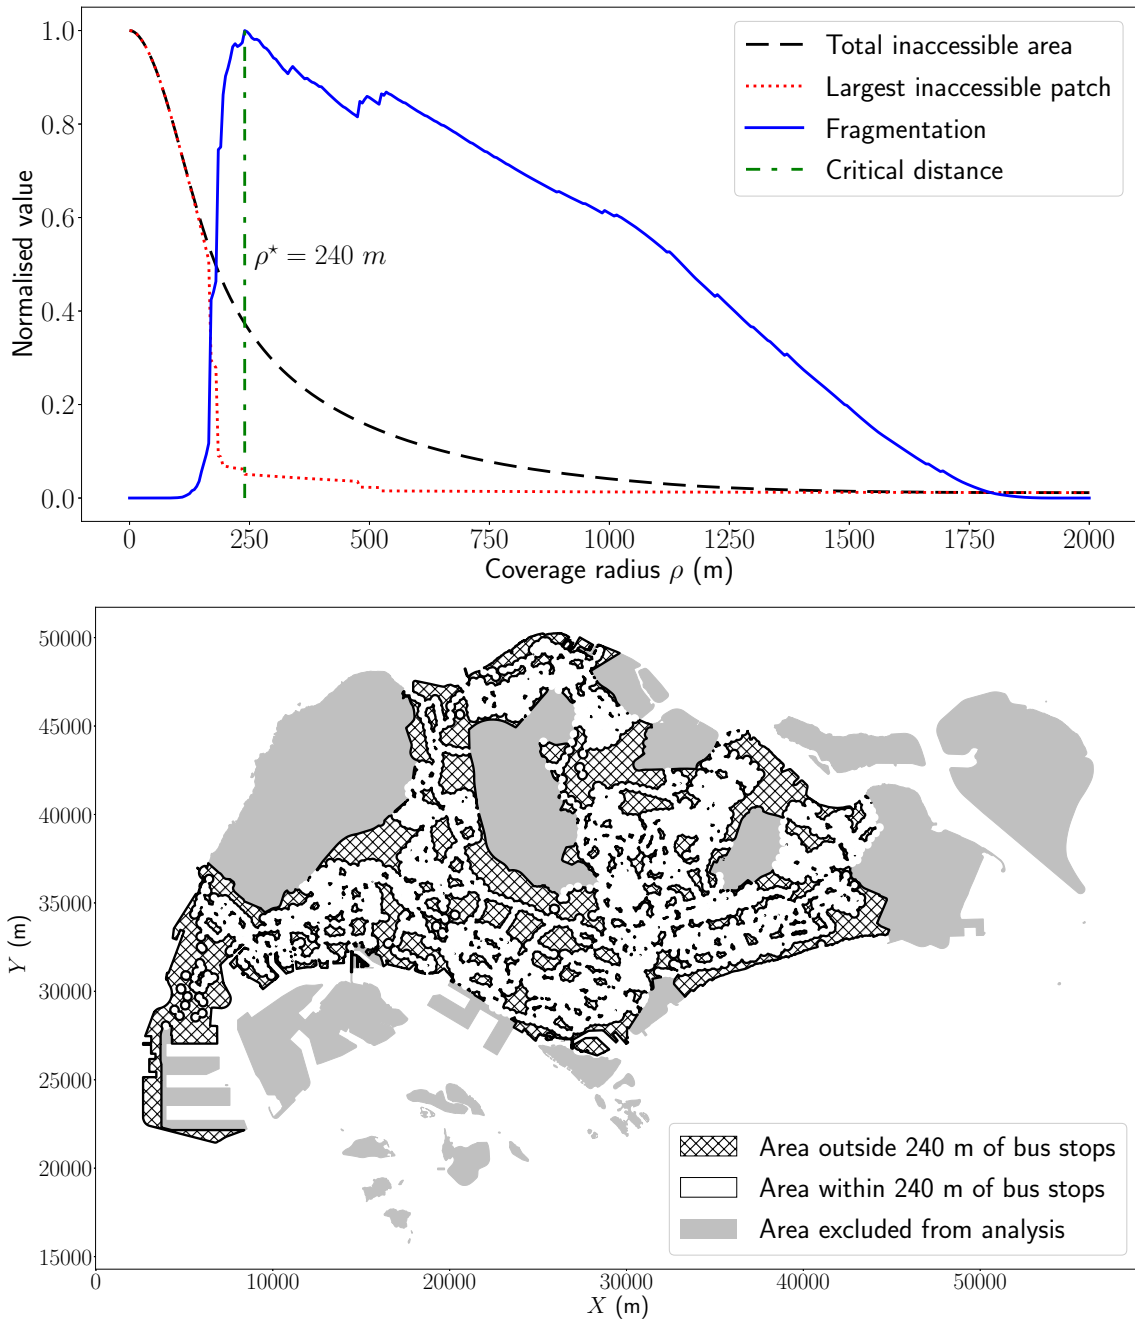 1.0
0.8
0.6
0.4
0.2
0.0
Normalised value
Total inaccessible area
Largest inaccessible patch
Fragmentation
Critical distance
ρ⋆ = 240 m
0 250 500 750 1000 1250 1500 1750 2000
Coverage radius ρ (m)
50000
45000
40000
35000
30000
25000
20000
15000
Y (m)
Area outside 240 m of bus stops
Area within 240 m of bus stops
Area excluded from analysis
0 10000 20000 30000 40000 50000
X (m)